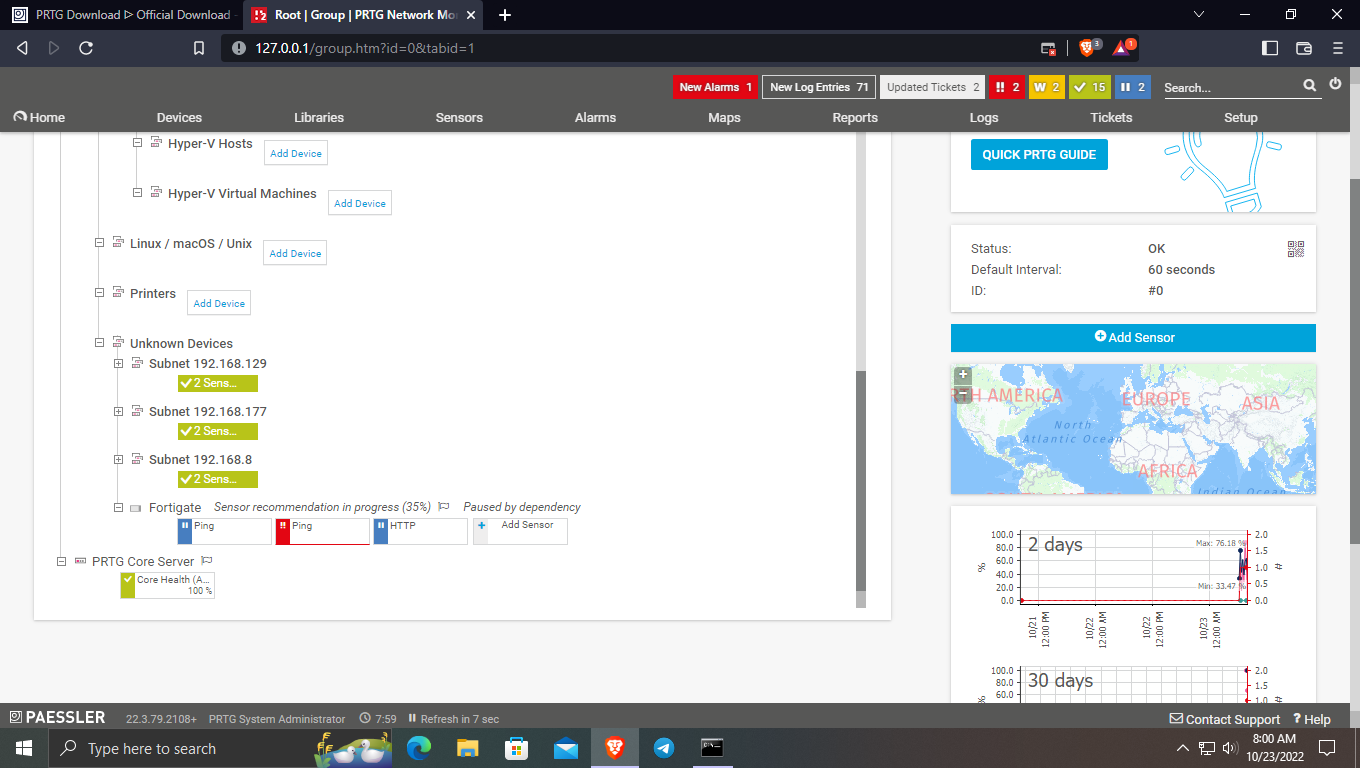 PRTG Download ᐅ Official Download
Root | Group | PRTG Network Mo
127.0.0.1/group.htm?id=0&tabid=1
3
1
New Alarms 1
New Log Entries 71
Updated Tickets 2
2
W 2
15
2
Search...
Home
Devices
Libraries
Sensors
Alarms
Maps
Reports
Logs
Tickets
Setup
Hyper-V Hosts
Add Device
Hyper-V Virtual Machines
Add Device
Linux / macOS / Unix
Add Device
Printers
Add Device
Unknown Devices
Subnet 192.168.129
2 Sens...
Subnet 192.168.177
2 Sens...
Subnet 192.168.8
2 Sens...
Fortigate Sensor recommendation in progress (35%) Paused by dependency
Ping
Ping
HTTP
Add Sensor
PRTG Core Server
Core Health (A...
100 %
QUICK PRTG GUIDE
Status: OK
Default Interval: 60 seconds
ID: #0
Add Sensor
RTH AMERICA
EUROPE
ASIA
North
Atlantic Ocean
AFRICA
Indian Ocean
2 days
100.0
80.0
60.0
40.0
20.0
0.0
%
Max: 76.18 %
Min: 33.47 %
2.0
1.5
1.0
0.5
0.0
#
10/21
12:00 PM
10/22
12:00 AM
10/22
12:00 PM
10/23
12:00 AM
30 days
100.0
80.0
60.0
%
2.0
1.5
1.0
#
PAESSLER
22.3.79.2108+
PRTG System Administrator
7:59
Refresh in 7 sec
Contact Support
? Help
Type here to search
8:00 AM
10/23/2022